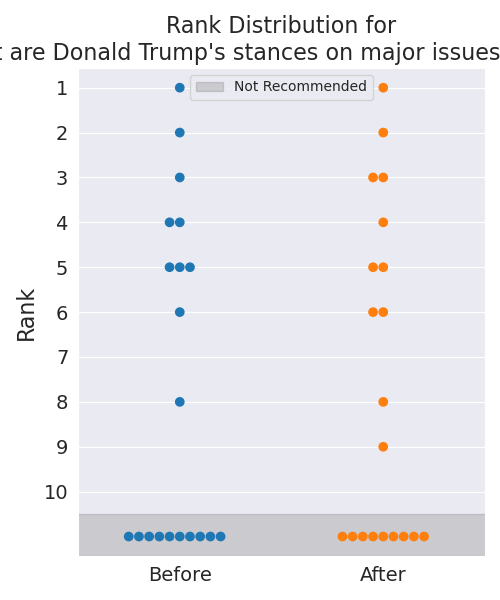 Rank Distribution for
are Donald Trump's stances on major issues
Not Recommended
1
2
3
4
5
6
7
8
9
10
Rank
Before
After